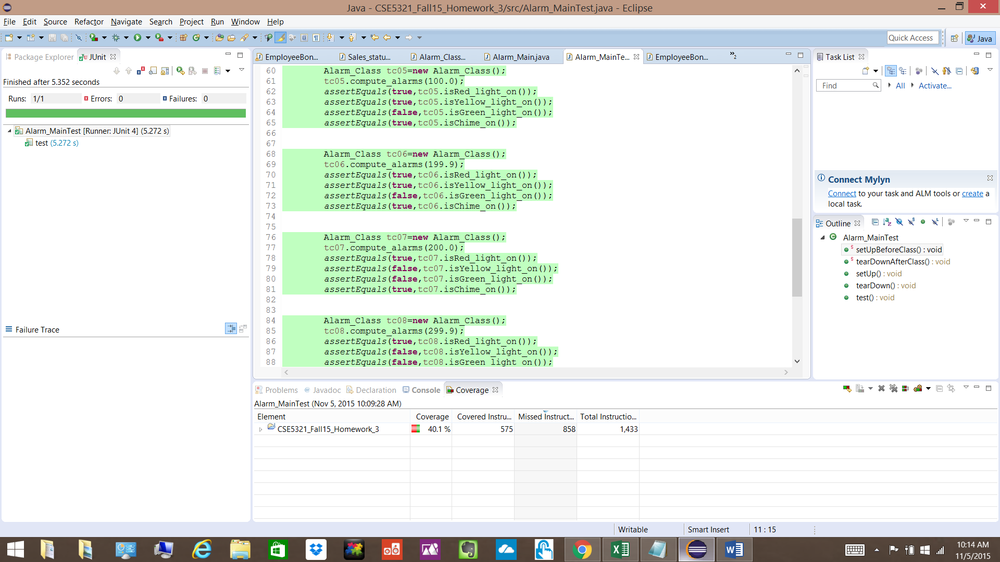 Java - CSE5321_Fall15_Homework_3/src/Alarm_MainTest.java - Eclipse
File Edit Source Refactor Navigate Search Project Run Window Help
Quick Access
Java
Package Explorer
JUnit
Finished after 5.352 seconds
Runs: 1/1 Errors: 0 Failures: 0
Alarm_MainTest [Runner: JUnit 4] (5.272 s)
test (5.272 s)
Failure Trace
EmployeeBon... Sales_statu... Alarm_Class... Alarm_Main.java Alarm_MainTe... EmployeeBon... »2
60 Alarm_Class tc05=new Alarm_Class();
61 tc05.compute_alarms(100.0);
62 assertEquals(true,tc05.isRed_light_on());
63 assertEquals(true,tc05.isYellow_light_on());
64 assertEquals(false,tc05.isGreen_light_on());
65 assertEquals(true,tc05.isChime_on());
66
67
68 Alarm_Class tc06=new Alarm_Class();
69 tc06.compute_alarms(199.9);
70 assertEquals(true,tc06.isRed_light_on());
71 assertEquals(true,tc06.isYellow_light_on());
72 assertEquals(false,tc06.isGreen_light_on());
73 assertEquals(true,tc06.isChime_on());
74
75
76 Alarm_Class tc07=new Alarm_Class();
77 tc07.compute_alarms(200.0);
78 assertEquals(true,tc07.isRed_light_on());
79 assertEquals(false,tc07.isYellow_light_on());
80 assertEquals(false,tc07.isGreen_light_on());
81 assertEquals(true,tc07.isChime_on());
82
83
84 Alarm_Class tc08=new Alarm_Class();
85 tc08.compute_alarms(299.9);
86 assertEquals(true,tc08.isRed_light_on());
87 assertEquals(false,tc08.isYellow_light_on());
88 assertEquals(false,tc08.isGreen_light_on());
Task List
Find All Activate...
Connect Mylyn
Connect to your task and ALM tools or create a
local task.
Outline
Alarm_MainTest
setUpBeforeClass() : void
tearDownAfterClass() : void
setUp() : void
tearDown() : void
test() : void
Problems @ Javadoc Declaration Console Coverage
Alarm_MainTest (Nov 5, 2015 10:09:28 AM)
Element Coverage Covered Instru... Missed Instruct... Total Instructio...
CSE5321_Fall15_Homework_3 40.1 % 575 858 1,433
Writable Smart Insert 11 : 15
10:14 AM
11/5/2015